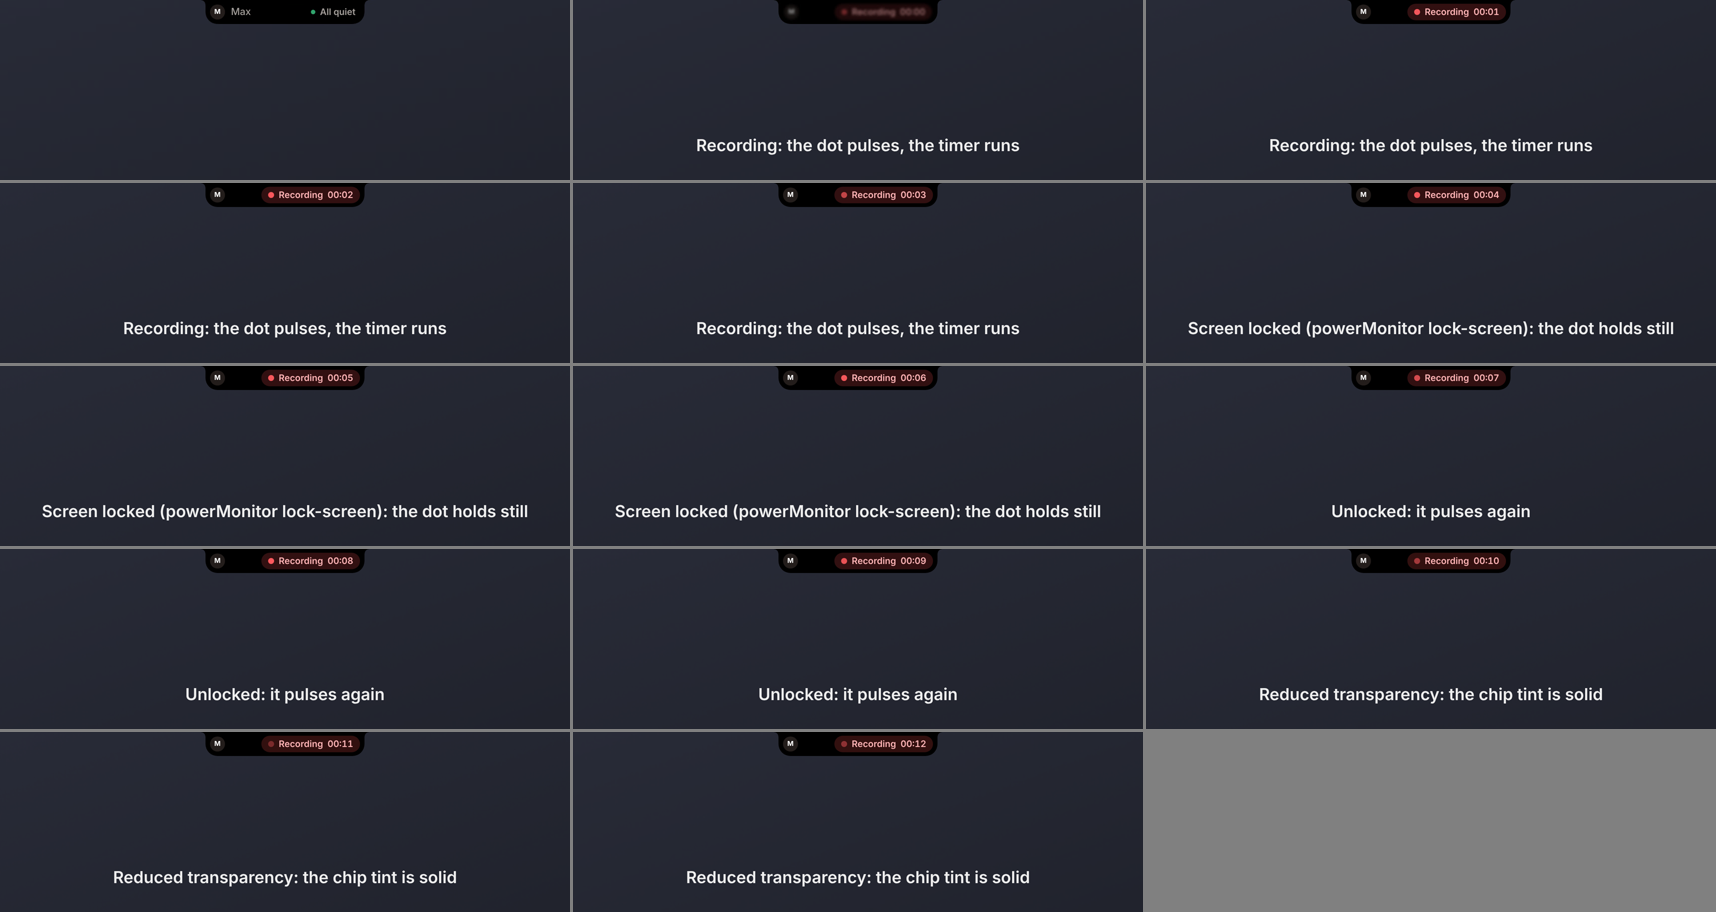 M Max All quiet
M Recording 00:00
Recording: the dot pulses, the timer runs
M Recording 00:01
Recording: the dot pulses, the timer runs
M Recording 00:02
Recording: the dot pulses, the timer runs
M Recording 00:03
Recording: the dot pulses, the timer runs
M Recording 00:04
Screen locked (powerMonitor lock-screen): the dot holds still
M Recording 00:05
Screen locked (powerMonitor lock-screen): the dot holds still
M Recording 00:06
Screen locked (powerMonitor lock-screen): the dot holds still
M Recording 00:07
Unlocked: it pulses again
M Recording 00:08
Unlocked: it pulses again
M Recording 00:09
Unlocked: it pulses again
M Recording 00:10
Reduced transparency: the chip tint is solid
M Recording 00:11
Reduced transparency: the chip tint is solid
M Recording 00:12
Reduced transparency: the chip tint is solid